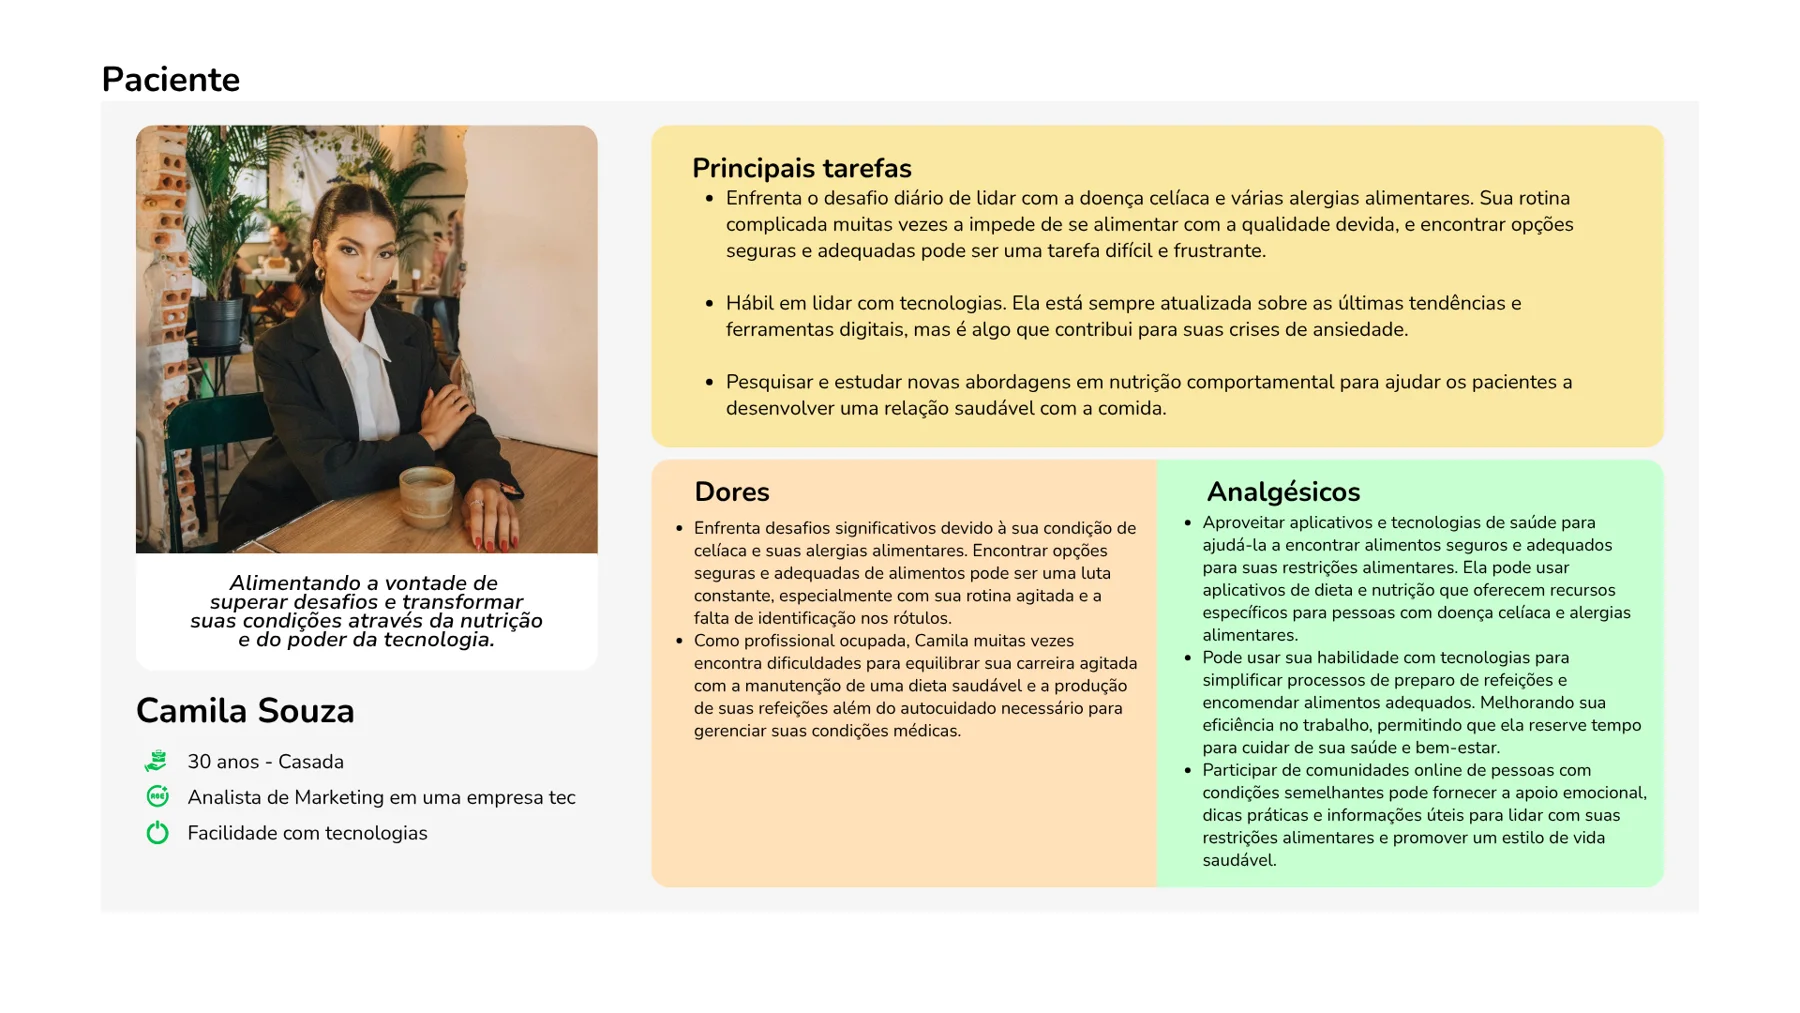 Paciente
Alimentando a vontade de
superar desafios e transformar
suas condições através da nutrição
e do poder da tecnologia.
Camila Souza
30 anos - Casada
Analista de Marketing em uma empresa tec
Facilidade com tecnologias
Principais tarefas
• Enfrenta o desafio diário de lidar com a doença celíaca e várias alergias alimentares. Sua rotina
complicada muitas vezes a impede de se alimentar com a qualidade devida, e encontrar opções
seguras e adequadas pode ser uma tarefa difícil e frustrante.
• Hábil em lidar com tecnologias. Ela está sempre atualizada sobre as últimas tendências e
ferramentas digitais, mas é algo que contribui para suas crises de ansiedade.
• Pesquisar e estudar novas abordagens em nutrição comportamental para ajudar os pacientes a
desenvolver uma relação saudável com a comida.
Dores
• Enfrenta desafios significativos devido à sua condição de
celíaca e suas alergias alimentares. Encontrar opções
seguras e adequadas de alimentos pode ser uma luta
constante, especialmente com sua rotina agitada e a
falta de identificação nos rótulos.
• Como profissional ocupada, Camila muitas vezes
encontra dificuldades para equilibrar sua carreira agitada
com a manutenção de uma dieta saudável e a produção
de suas refeições além do autocuidado necessário para
gerenciar suas condições médicas.
Analgésicos
• Aproveitar aplicativos e tecnologias de saúde para
ajudá-la a encontrar alimentos seguros e adequados
para suas restrições alimentares. Ela pode usar
aplicativos de dieta e nutrição que oferecem recursos
específicos para pessoas com doença celíaca e alergias
alimentares.
• Pode usar sua habilidade com tecnologias para
simplificar processos de preparo de refeições e
encomendar alimentos adequados. Melhorando sua
eficiência no trabalho, permitindo que ela reserve tempo
para cuidar de sua saúde e bem-estar.
• Participar de comunidades online de pessoas com
condições semelhantes pode fornecer a apoio emocional,
dicas práticas e informações úteis para lidar com suas
restrições alimentares e promover um estilo de vida
saudável.